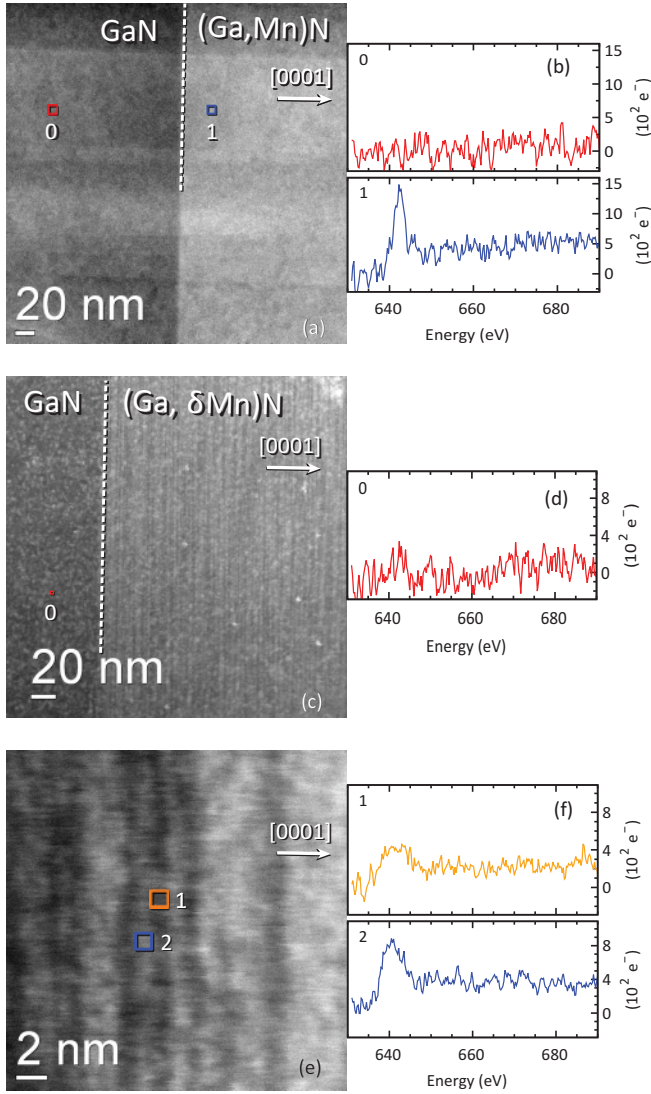 GaN (Ga,Mn)N
[0001]
0
1
20 nm
(a)
0
(b)
15
10
5
0
(10² e⁻)
1
15
10
5
0
(10² e⁻)
640 660 680
Energy (eV)
GaN (Ga, δMn)N
[0001]
0
20 nm
(c)
0
(d)
8
4
0
(10² e⁻)
640 660 680
Energy (eV)
[0001]
1
2
2 nm
(e)
1
(f)
8
4
0
(10² e⁻)
2
8
4
0
(10² e⁻)
640 660 680
Energy (eV)